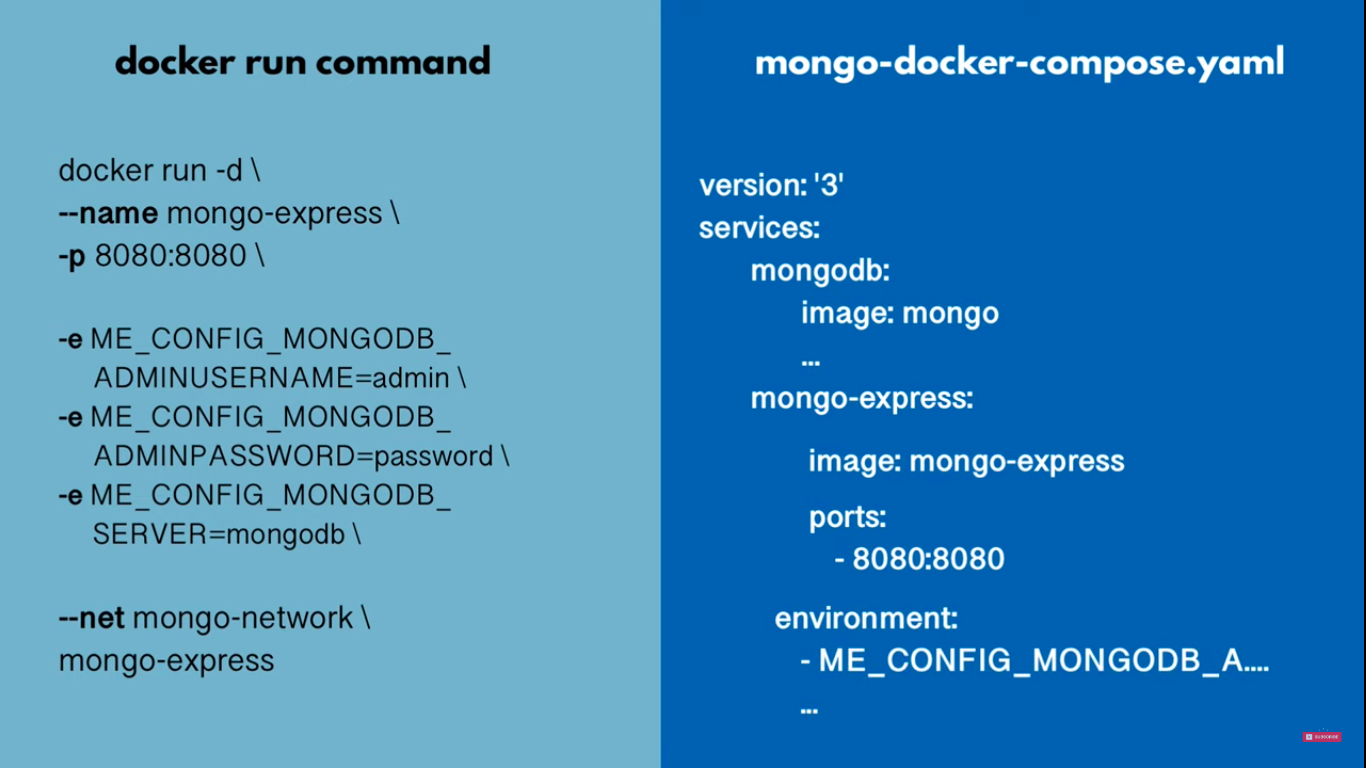 docker run command
docker run -d \
--name mongo-express \
-p 8080:8080 \
-e ME_CONFIG_MONGODB_
ADMINUSERNAME=admin \
-e ME_CONFIG_MONGODB_
ADMINPASSWORD=password \
-e ME_CONFIG_MONGODB_
SERVER=mongodb \
--net mongo-network \
mongo-express
mongo-docker-compose.yaml
version: '3'
services:
mongodb:
image: mongo
...
mongo-express:
image: mongo-express
ports:
- 8080:8080
environment:
- ME_CONFIG_MONGODB_A....
...
SUBSCRIBE